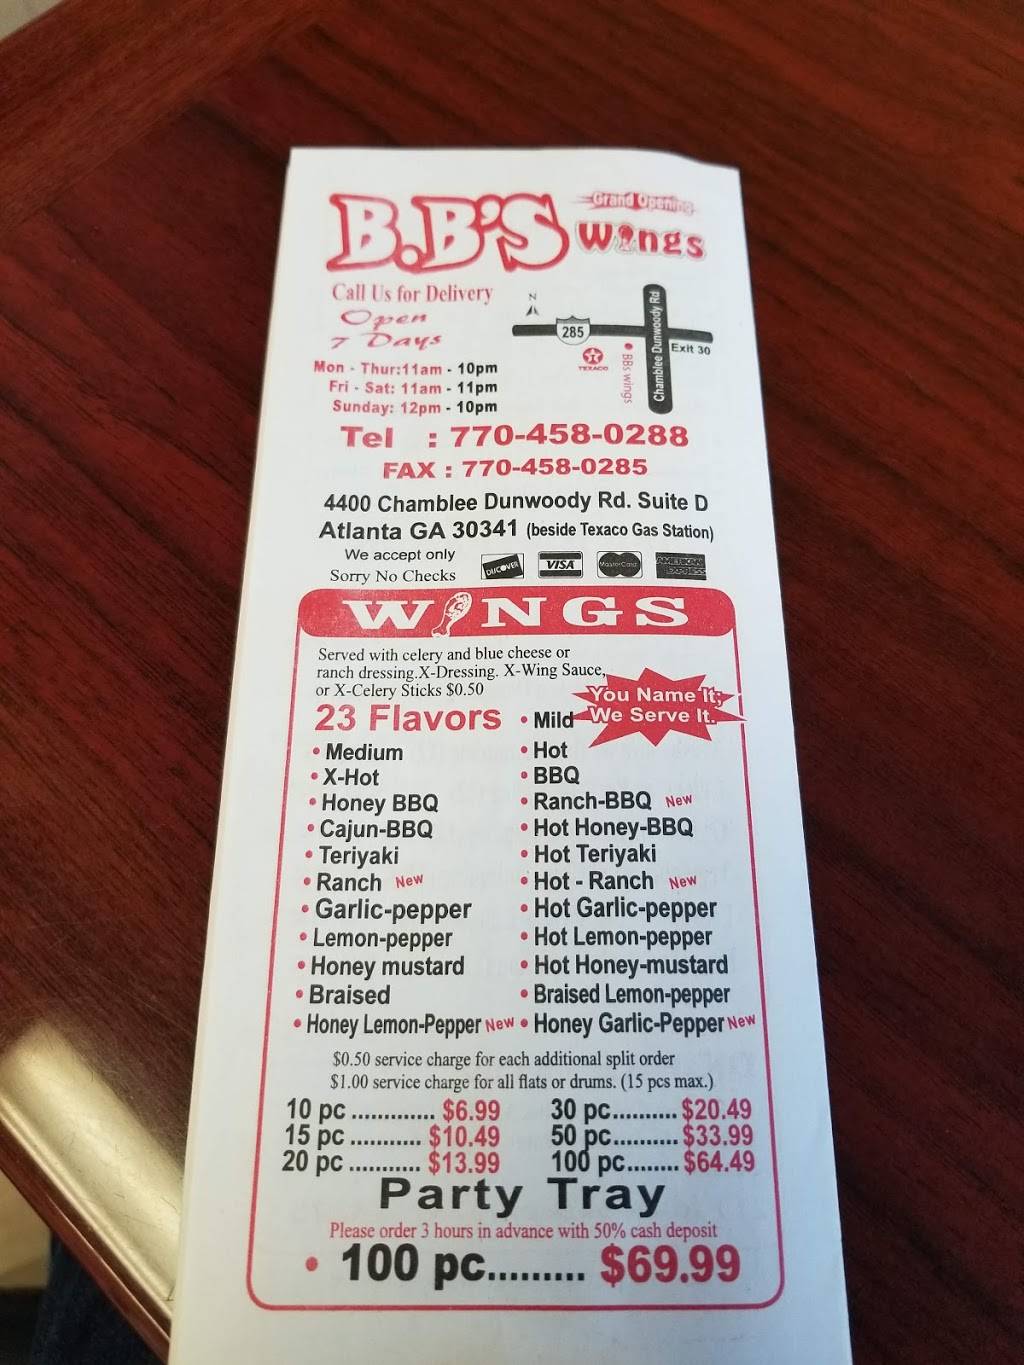 B.B'S Grand Opening
Wings
Call Us for Delivery
Open
7 Days
Mon - Thur:11am - 10pm
Fri - Sat: 11am - 11pm
Sunday: 12pm - 10pm
N
285
Exit 30
Chamblee Dunwoody Rd
TEXACO
BBs wings
Tel : 770-458-0288
FAX : 770-458-0285
4400 Chamblee Dunwoody Rd. Suite D
Atlanta GA 30341 (beside Texaco Gas Station)
We accept only
Sorry No Checks
DISCOVER VISA MasterCard AMERICAN EXPRESS
WINGS
Served with celery and blue cheese or
ranch dressing.X-Dressing. X-Wing Sauce,
or X-Celery Sticks $0.50
You Name It,
We Serve It.
23 Flavors • Mild
• Medium • Hot
• X-Hot • BBQ
• Honey BBQ • Ranch-BBQ New
• Cajun-BBQ • Hot Honey-BBQ
• Teriyaki • Hot Teriyaki
• Ranch New • Hot - Ranch New
• Garlic-pepper • Hot Garlic-pepper
• Lemon-pepper • Hot Lemon-pepper
• Honey mustard • Hot Honey-mustard
• Braised • Braised Lemon-pepper
• Honey Lemon-Pepper New • Honey Garlic-Pepper New
$0.50 service charge for each additional split order
$1.00 service charge for all flats or drums. (15 pcs max.)
10 pc ............. $6.99 30 pc.......... $20.49
15 pc ........... $10.49 50 pc.......... $33.99
20 pc ........... $13.99 100 pc........ $64.49
Party Tray
Please order 3 hours in advance with 50% cash deposit
• 100 pc......... $69.99